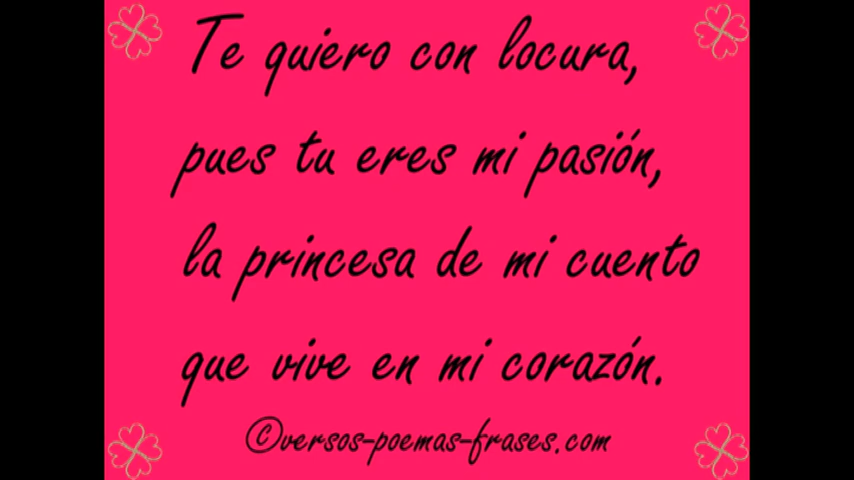 Te quiero con locura,
pues tu eres mi pasión,
la princesa de mi cuento
que vive en mi corazón.
©versos-poemas-frases.com